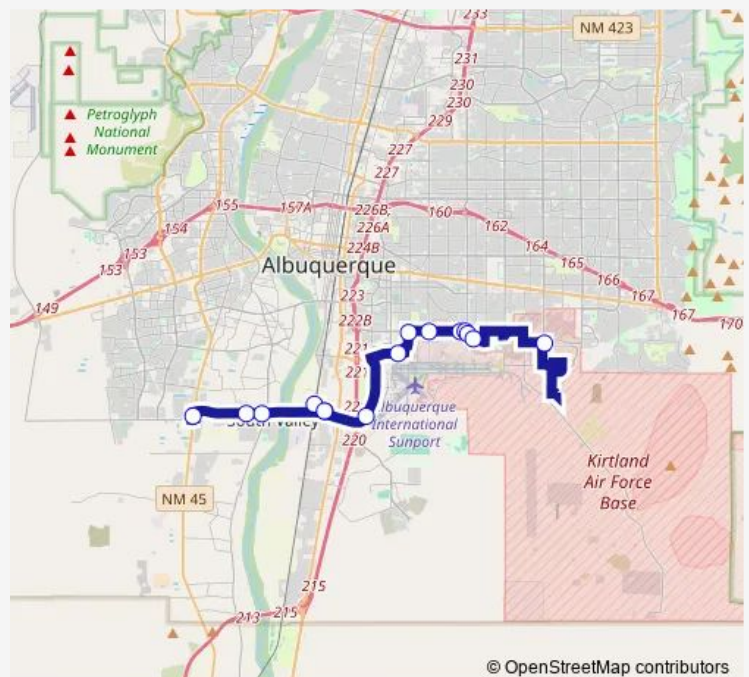 233
NM 423
231
230
230
229
Petroglyph
National
Monument
227
227
155
157A
226B,
226A
160
154
162
153
224B
164
153
Albuquerque
165
166
149
223
167
167
170
222B
221
221
Albuquerque
International
Sunport
South Valley
220
Kirtland
Air Force
Base
NM 45
215
215
213
© OpenStreetMap contributors